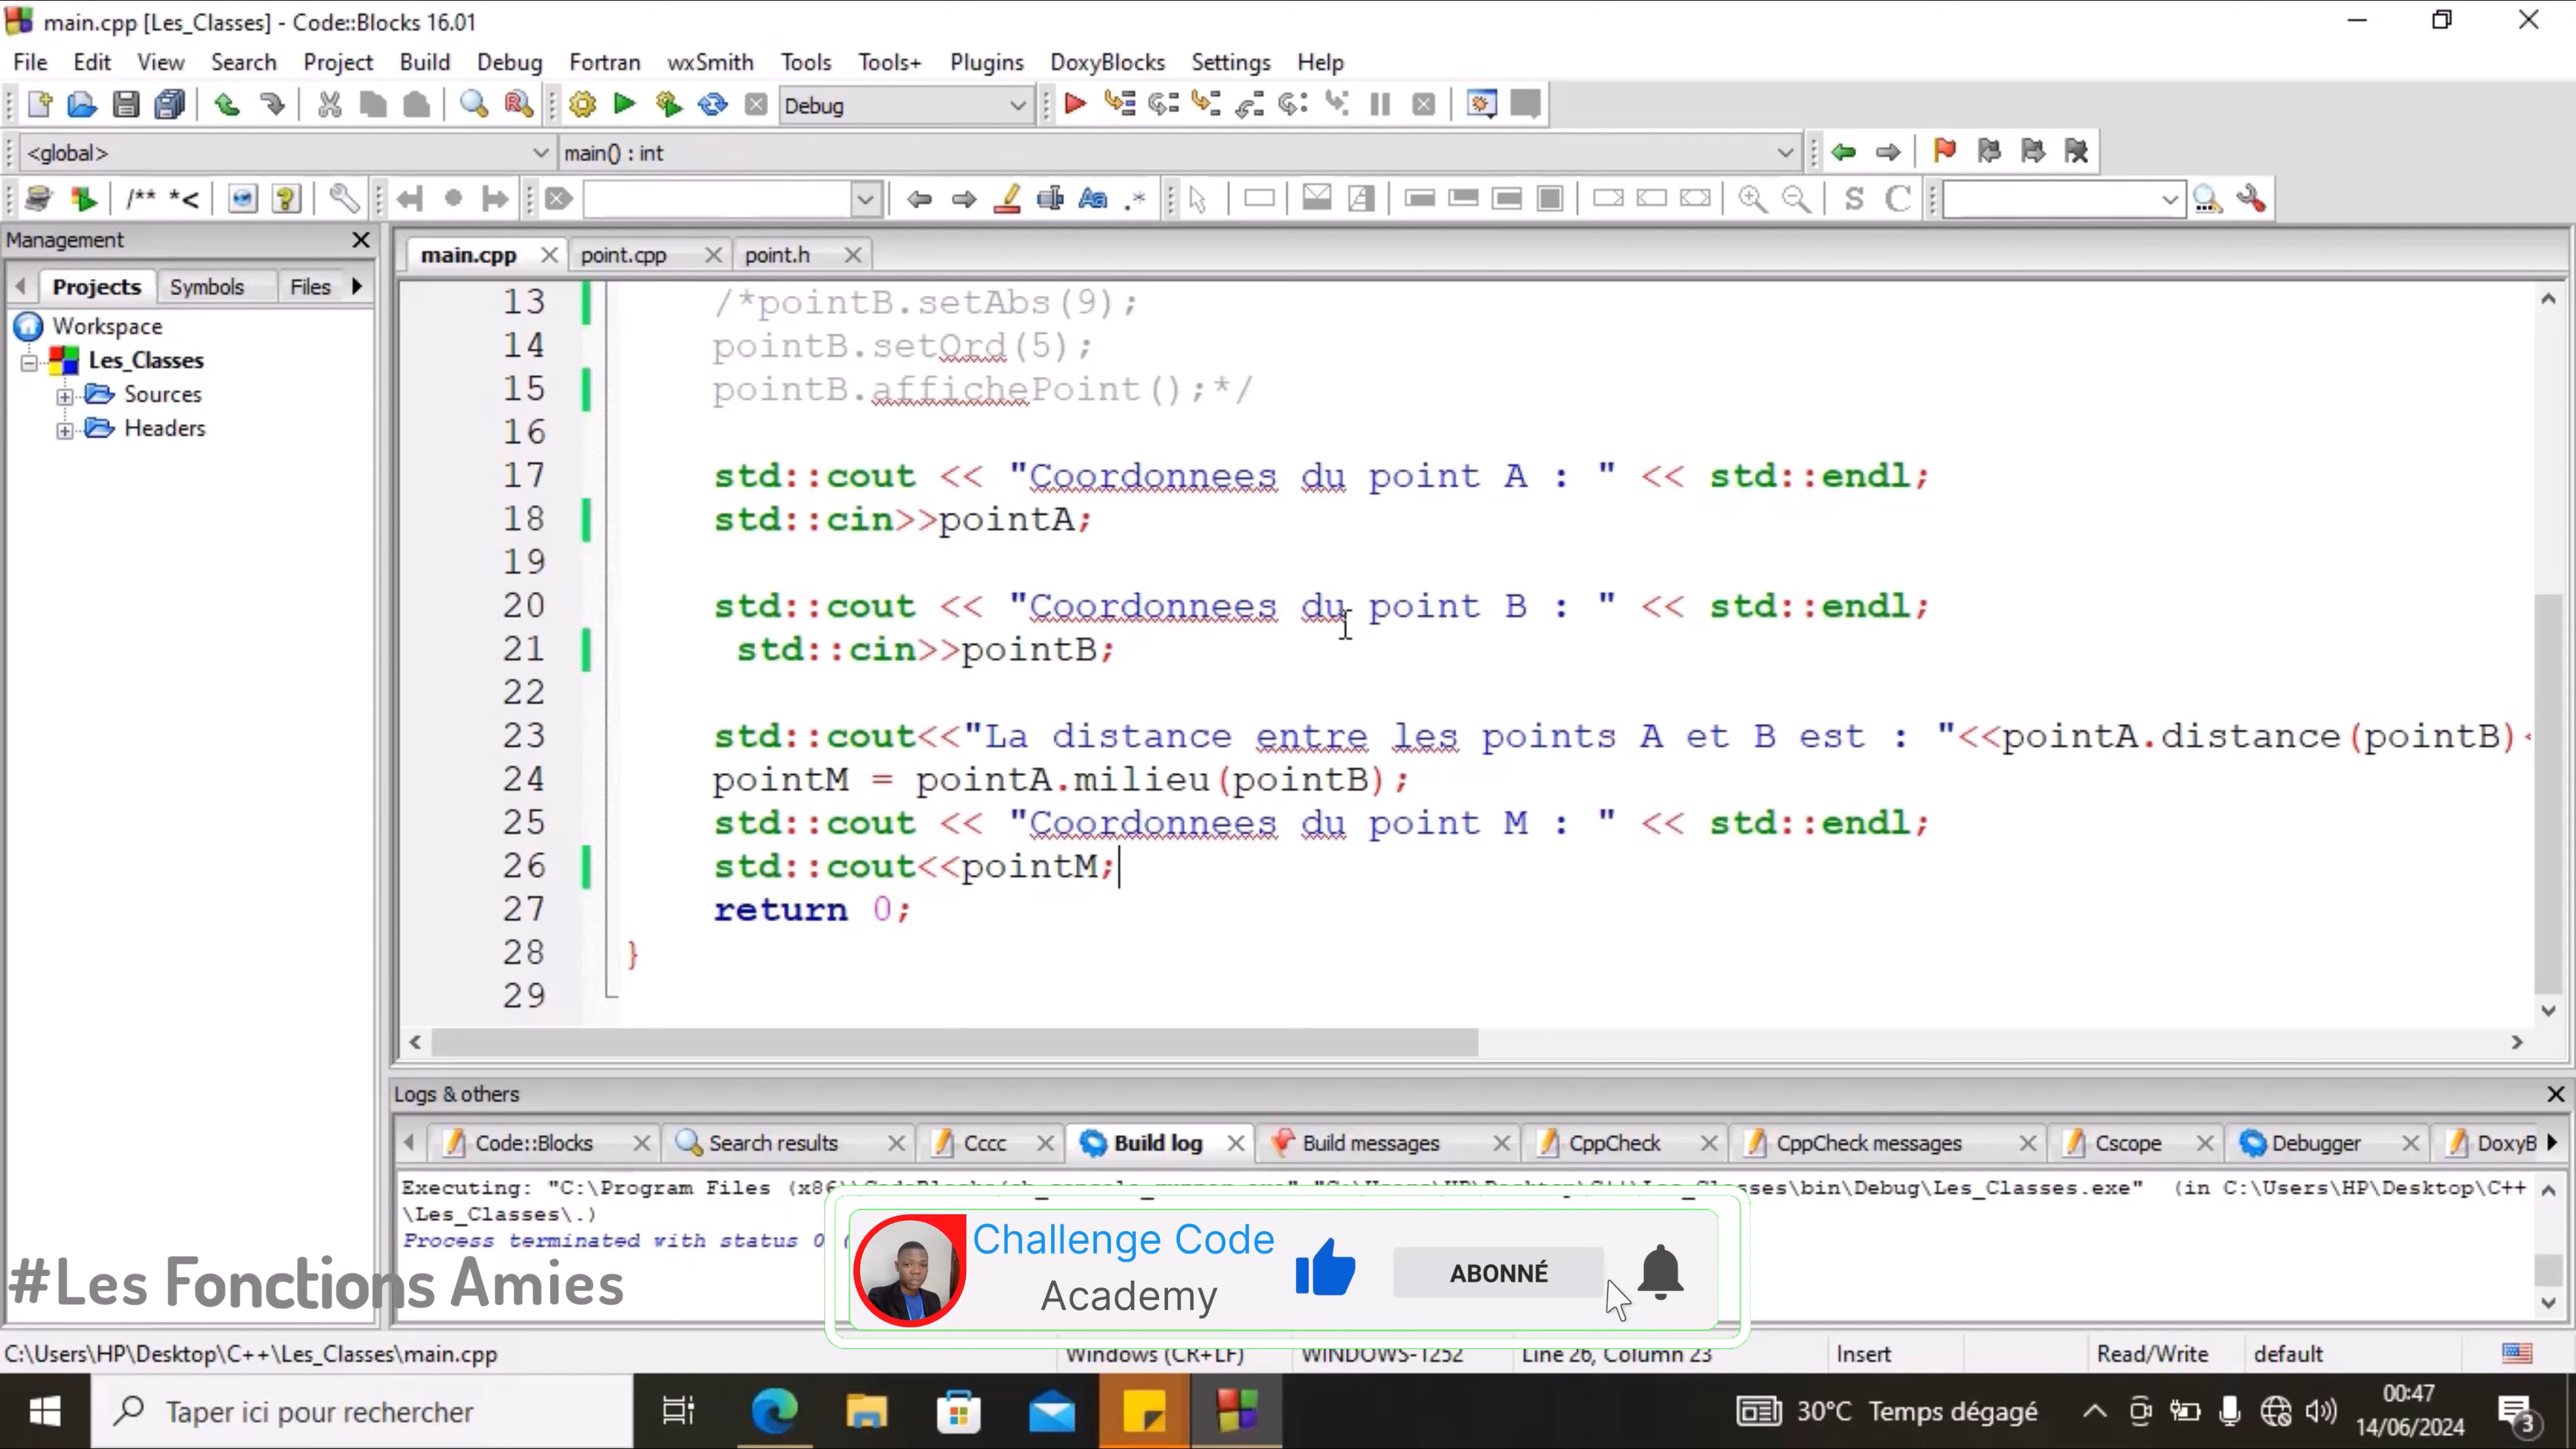 main.cpp [Les_Classes] - Code::Blocks 16.01
File Edit View Search Project Build Debug Fortran wxSmith Tools Tools+ Plugins DoxyBlocks Settings Help
Debug
<global> main() : int
/** *< Aa .* S C
Management
main.cpp point.cpp point.h
Projects Symbols Files
Workspace
Les_Classes
Sources
Headers
13 /*pointB.setAbs(9);
14 pointB.setOrd(5);
15 pointB.affichePoint();*/
16
17 std::cout << "Coordonnees du point A : " << std::endl;
18 std::cin>>pointA;
19
20 std::cout << "Coordonnees du point B : " << std::endl;
21 std::cin>>pointB;
22
23 std::cout<<"La distance entre les points A et B est : "<<pointA.distance(pointB)
24 pointM = pointA.milieu(pointB);
25 std::cout << "Coordonnees du point M : " << std::endl;
26 std::cout<<pointM;
27 return 0;
28 }
29
Logs & others
Code::Blocks Search results Cccc Build log Build messages CppCheck CppCheck messages Cscope Debugger DoxyB
Executing: "C:\Program Files (x86) \Les_Classes\bin\Debug\Les_Classes.exe" (in C:\Users\HP\Desktop\C++
\Les_Classes\.)
Process terminated with status 0
#Les Fonctions Amies
Challenge Code
Academy
ABONNÉ
C:\Users\HP\Desktop\C++\Les_Classes\main.cpp Windows (CR+LF) WINDOWS-1252 Line 26, Column 23 Insert Read/Write default
Taper ici pour rechercher
30°C Temps dégagé
00:47
14/06/2024
3